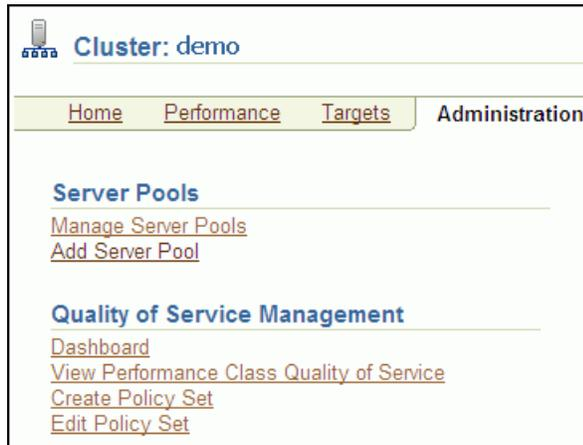 Cluster: demo
Home Performance Targets Administration
Server Pools
Manage Server Pools
Add Server Pool
Quality of Service Management
Dashboard
View Performance Class Quality of Service
Create Policy Set
Edit Policy Set